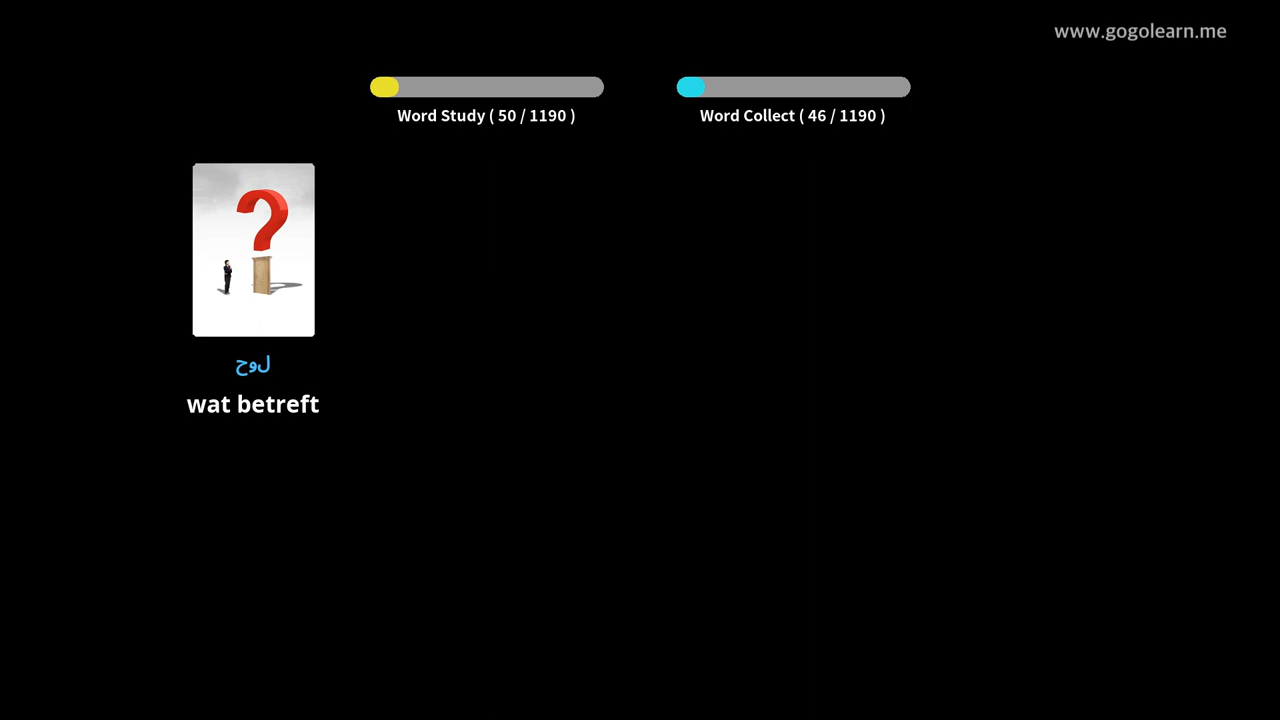 www.gogolearn.me
Word Study ( 50 / 1190 )
Word Collect ( 46 / 1190 )
لوح
wat betreft